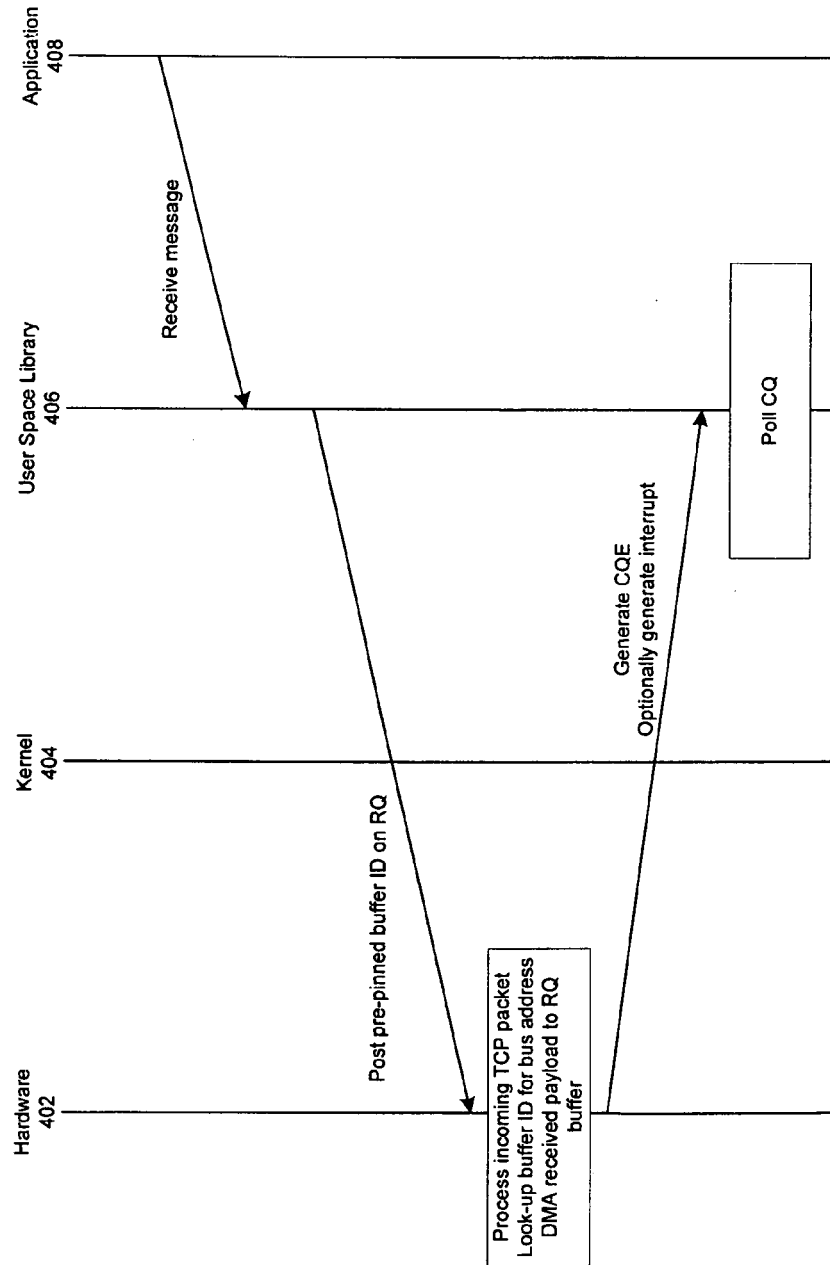 Hardware
402
Kernel
404
User Space Library
406
Application
408
Receive message
Post pre-pinned buffer ID on RQ
Process incoming TCP packet
Look-up buffer ID for bus address
DMA received payload to RQ
buffer
Generate CQE
Optionally generate interrupt
Poll CQ